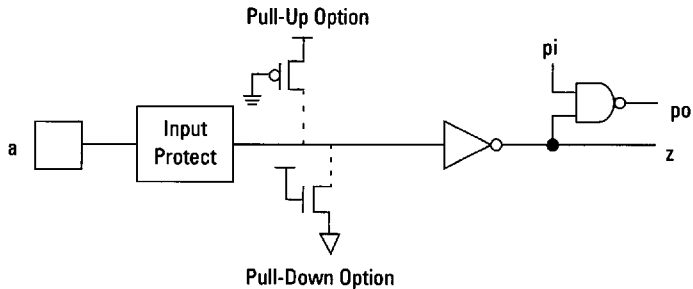 Pull-Up Option
pi
po
a
Input
Protect
z
Pull-Down Option